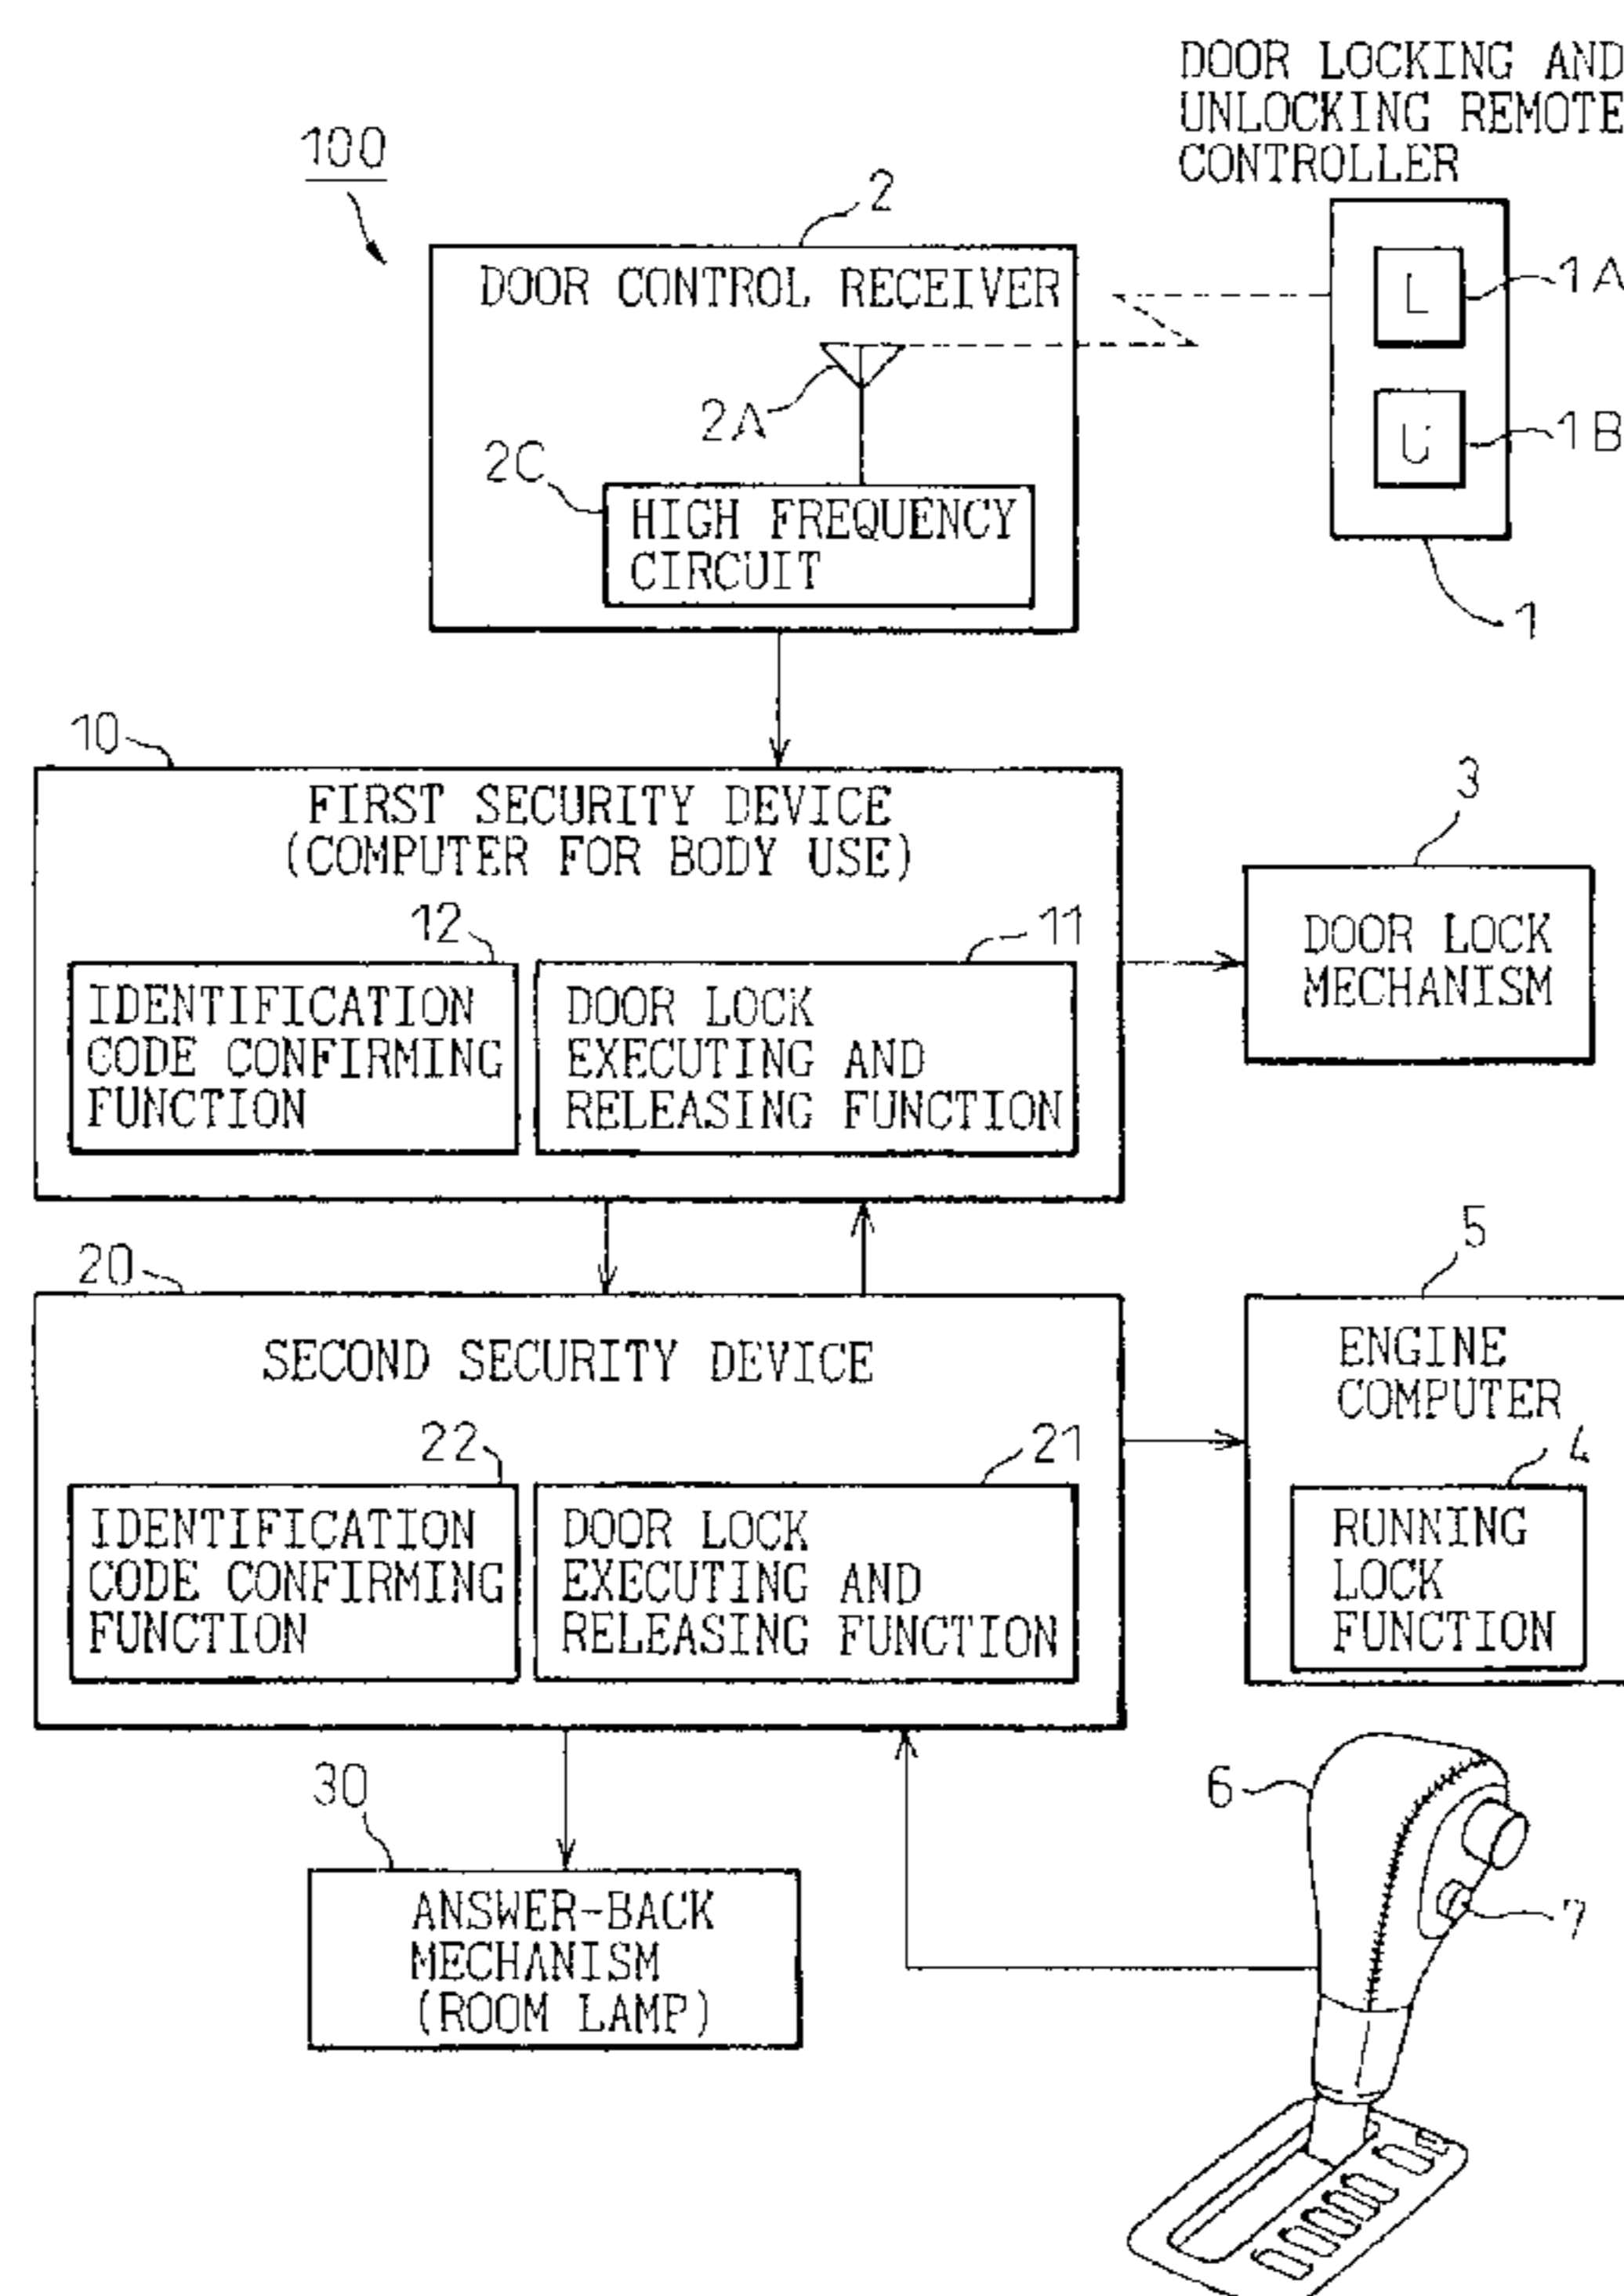 DOOR LOCKING AND
UNLOCKING REMOTE
CONTROLLER
100
2
DOOR CONTROL RECEIVER
L
1A
2A
U
1B
2C
HIGH FREQUENCY
CIRCUIT
1
10
FIRST SECURITY DEVICE
(COMPUTER FOR BODY USE)
3
12
11
DOOR LOCK
MECHANISM
IDENTIFICATION
CODE CONFIRMING
FUNCTION
DOOR LOCK
EXECUTING AND
RELEASING FUNCTION
20
5
SECOND SECURITY DEVICE
ENGINE
COMPUTER
22
21
4
IDENTIFICATION
CODE CONFIRMING
FUNCTION
DOOR LOCK
EXECUTING AND
RELEASING FUNCTION
RUNNING
LOCK
FUNCTION
30
6
ANSWER-BACK
MECHANISM
(ROOM LAMP)
7